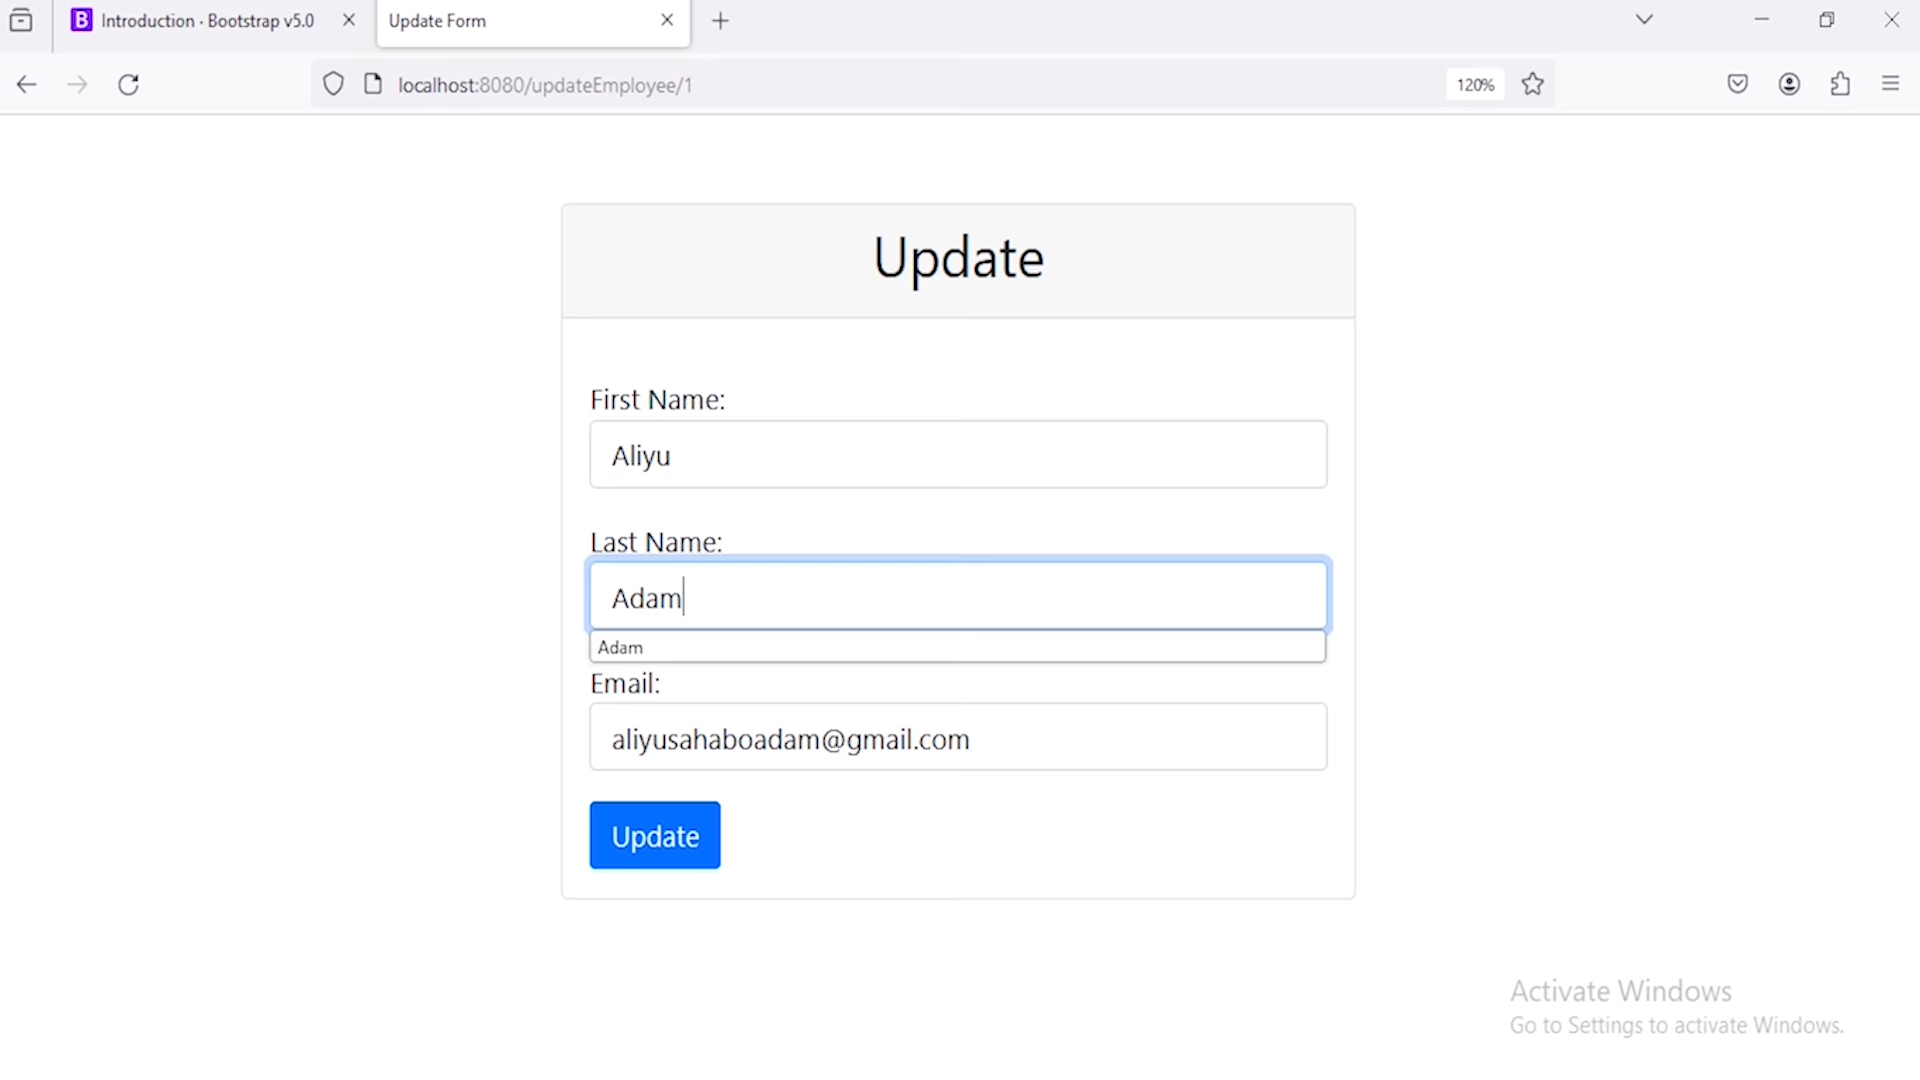 Introduction · Bootstrap v5.0
Update Form
localhost:8080/updateEmployee/1
120%
Update
First Name:
Aliyu
Last Name:
Adam
Adam
Email:
aliyusahaboadam@gmail.com
Update
Activate Windows
Go to Settings to activate Windows.